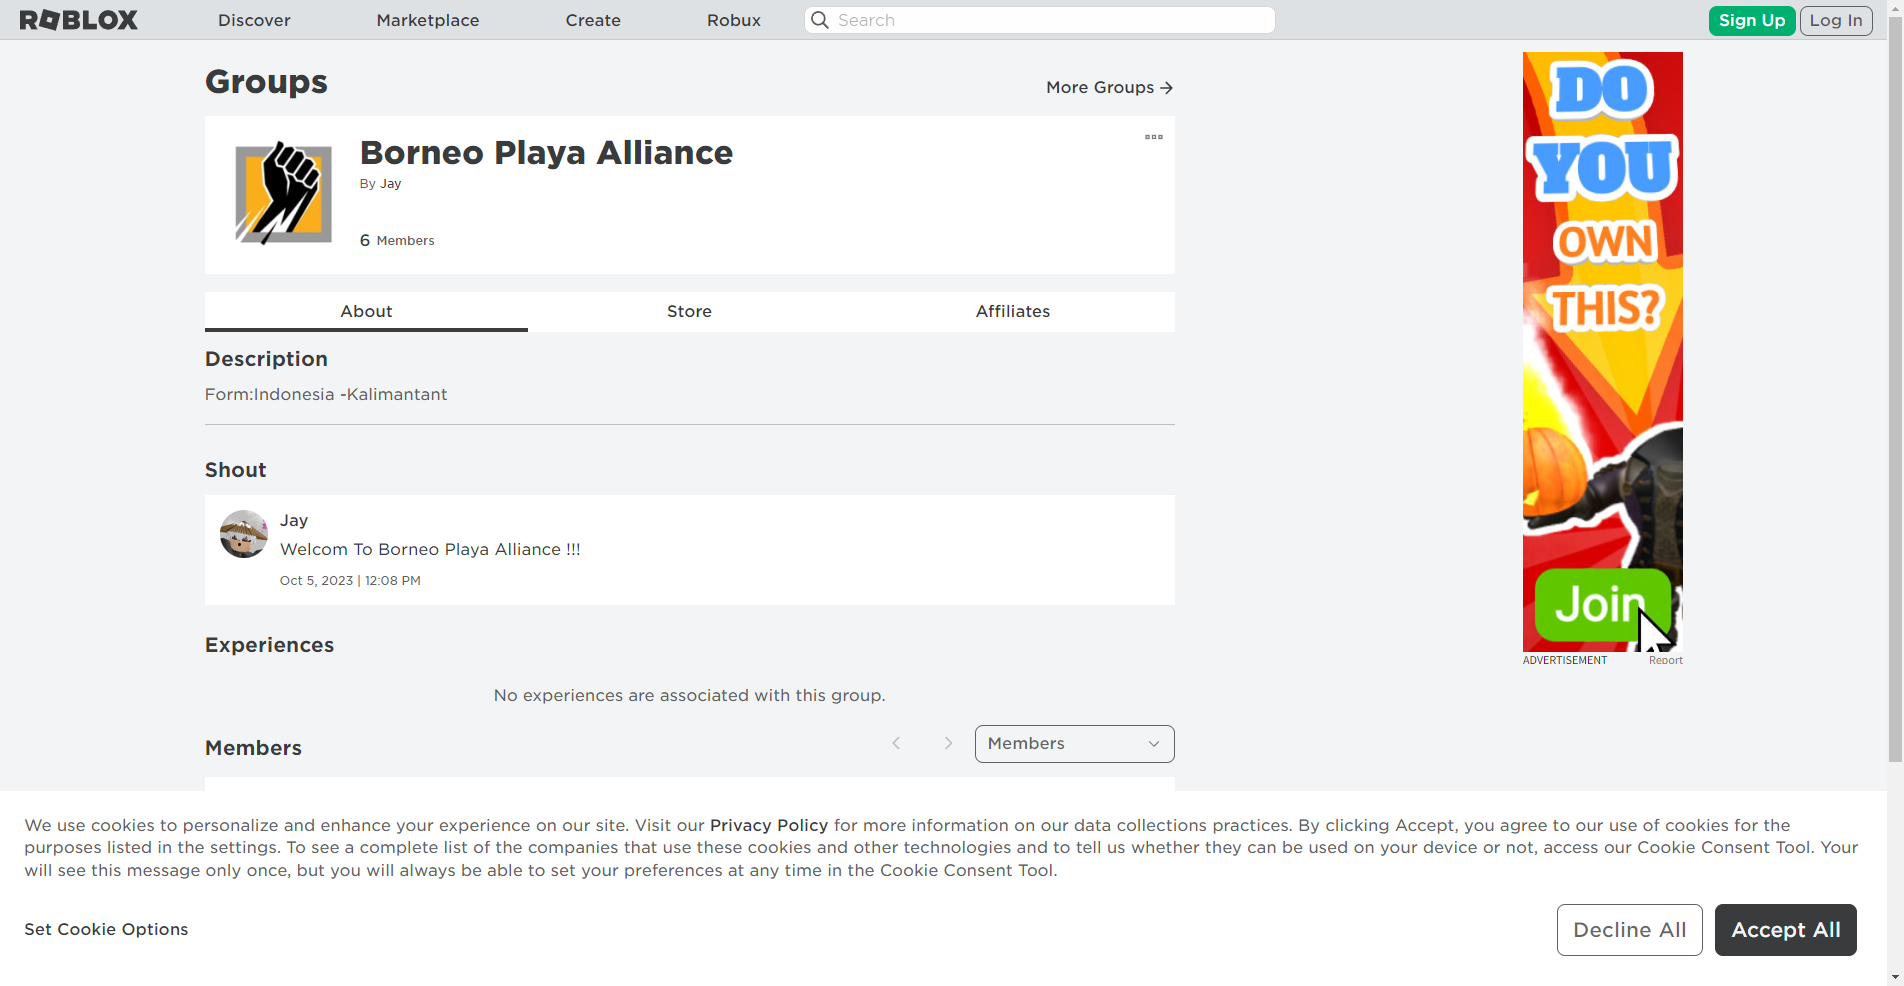 ROBLOX
Discover
Marketplace
Create
Robux
Search
Sign Up
Log In
Groups
More Groups
Borneo Playa Alliance
By Jay
6 Members
About
Store
Affiliates
Description
Form:Indonesia -Kalimantant
Shout
Jay
Welcom To Borneo Playa Alliance !!!
Oct 5, 2023 | 12:08 PM
Experiences
No experiences are associated with this group.
Members
Members
DO
YOU
OWN
THIS?
Join
ADVERTISEMENT
Report
We use cookies to personalize and enhance your experience on our site. Visit our Privacy Policy for more information on our data collections practices. By clicking Accept, you agree to our use of cookies for the
purposes listed in the settings. To see a complete list of the companies that use these cookies and other technologies and to tell us whether they can be used on your device or not, access our Cookie Consent Tool. Your
will see this message only once, but you will always be able to set your preferences at any time in the Cookie Consent Tool.
Set Cookie Options
Decline All
Accept All